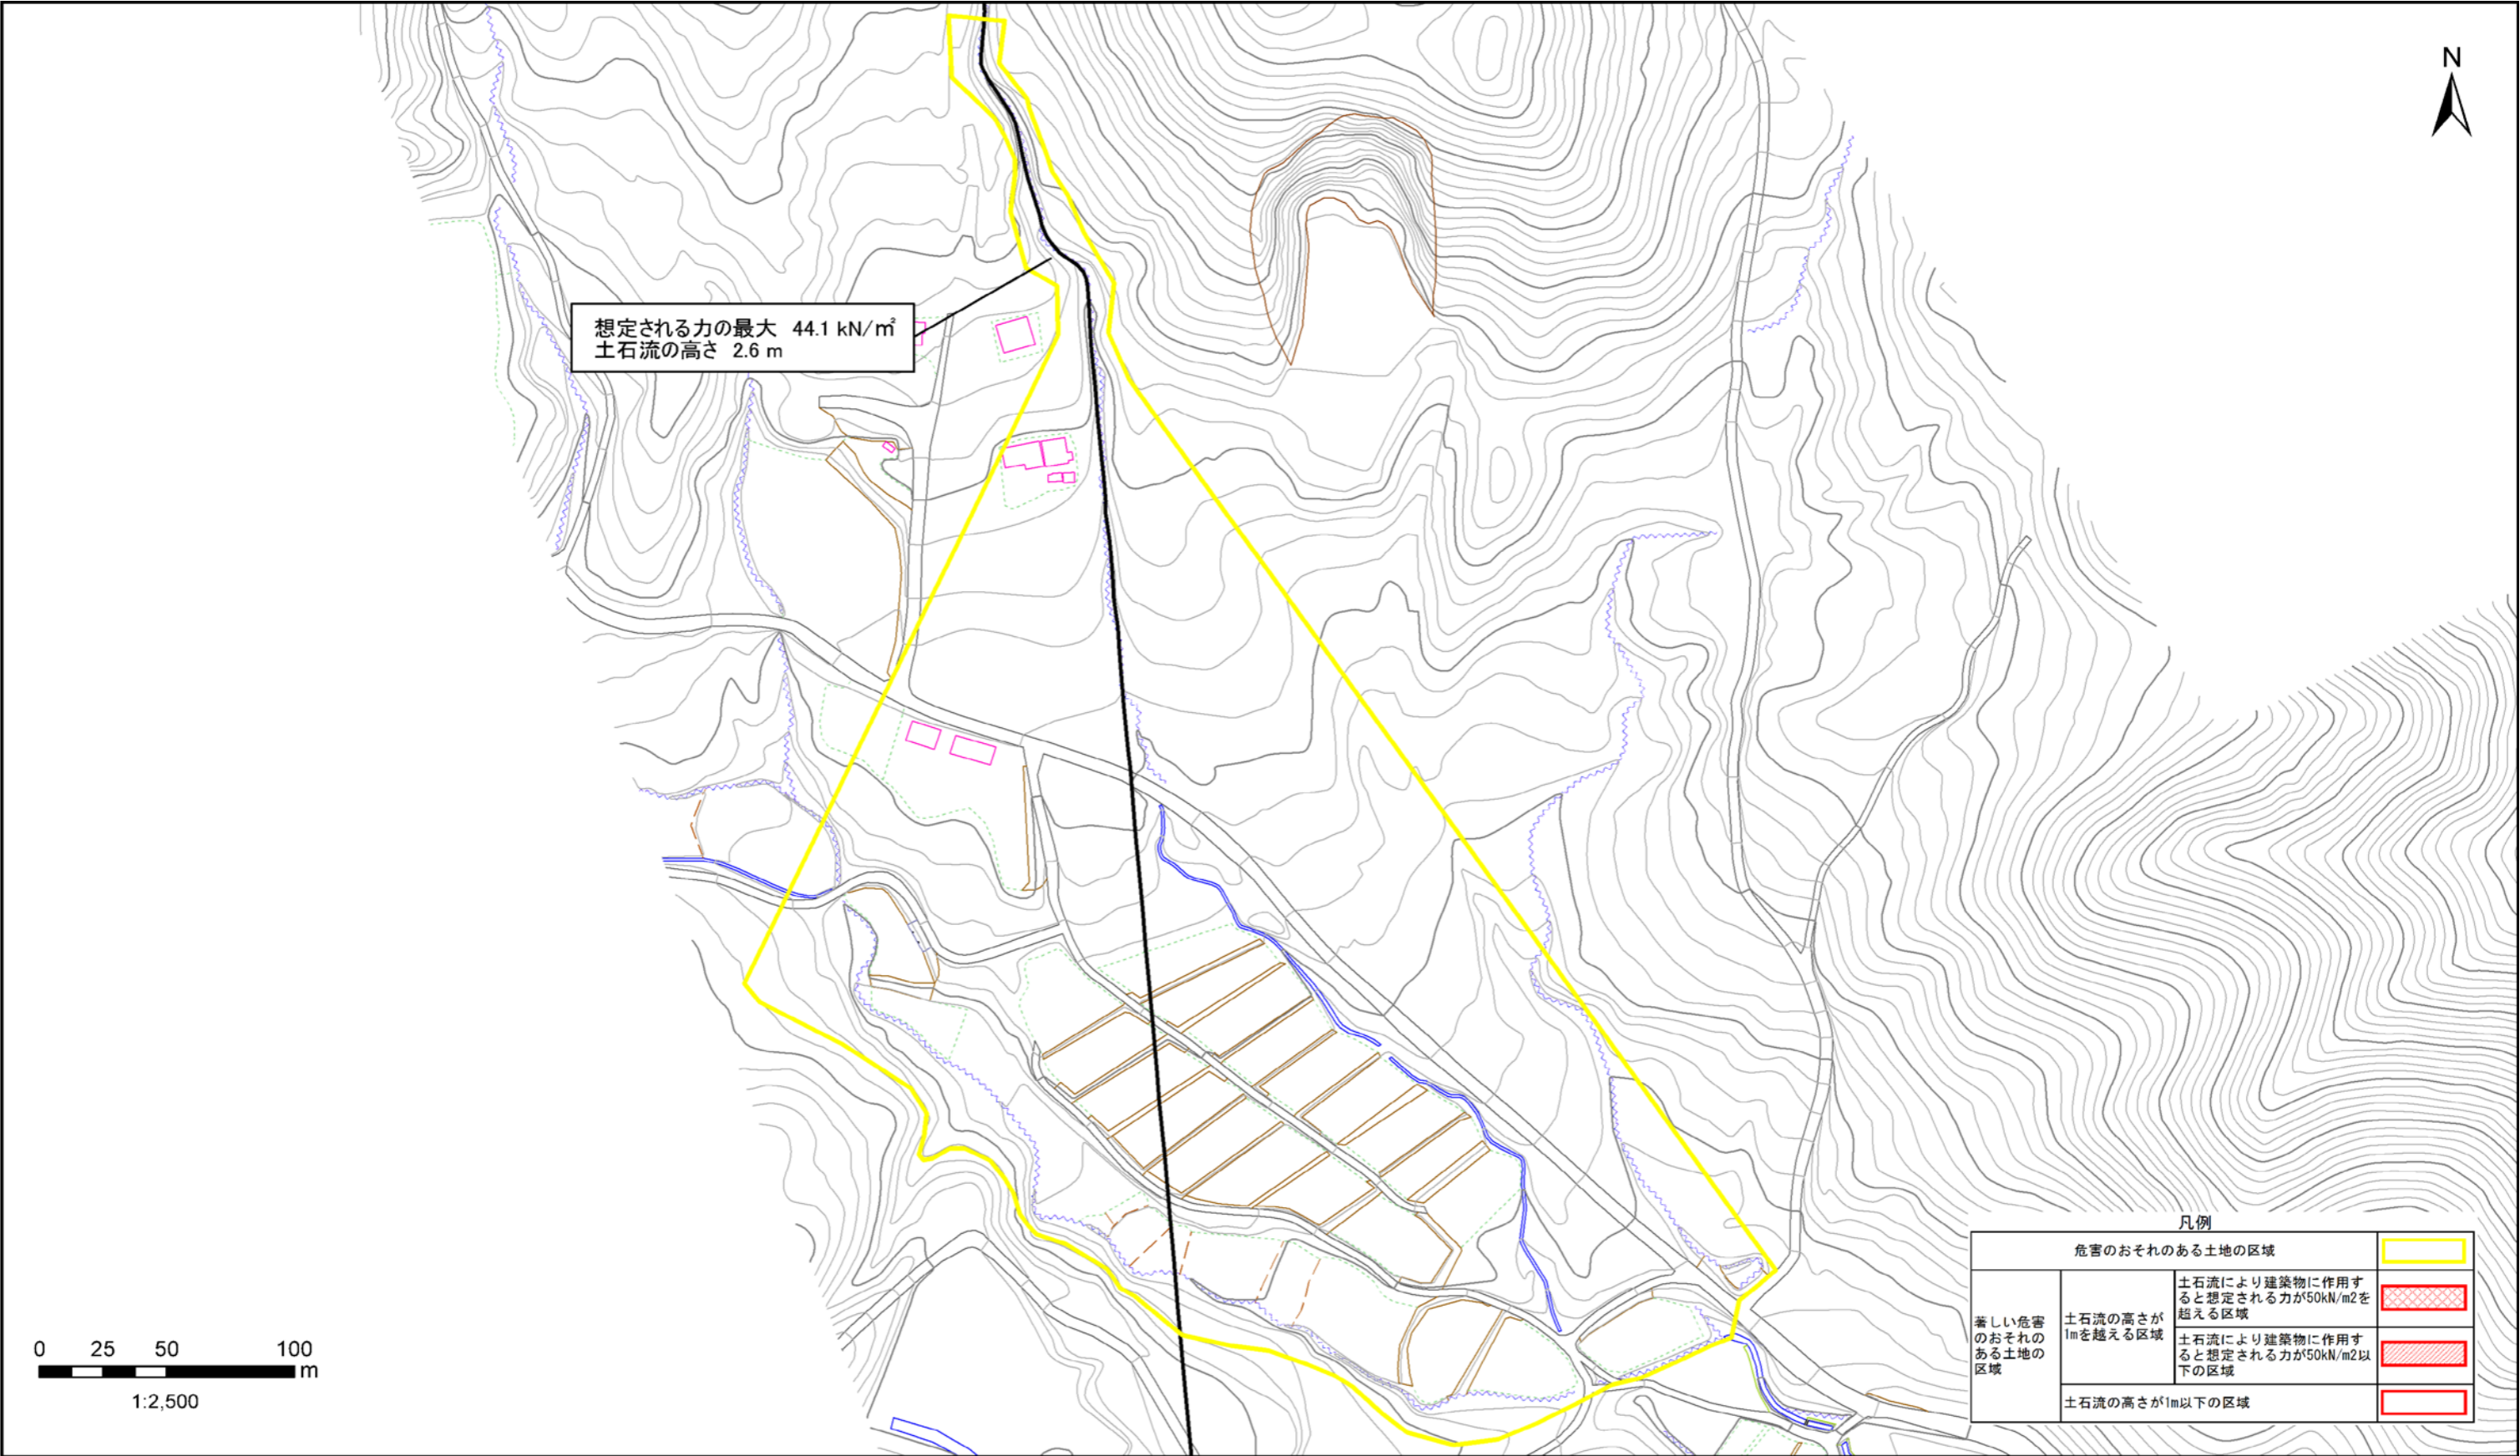 N
想定される力の最大 44.1 kN/㎡
土石流の高さ 2.6 m
凡例
危害のおそれのある土地の区域
著しい危害
のおそれの
ある土地の
区域
土石流の高さが
1mを越える区域
土石流により建築物に作用す
ると想定される力が50kN/m2を
超える区域
土石流により建築物に作用す
ると想定される力が50kN/m2以
下の区域
土石流の高さが1m以下の区域
0 25 50 100
m
1:2,500